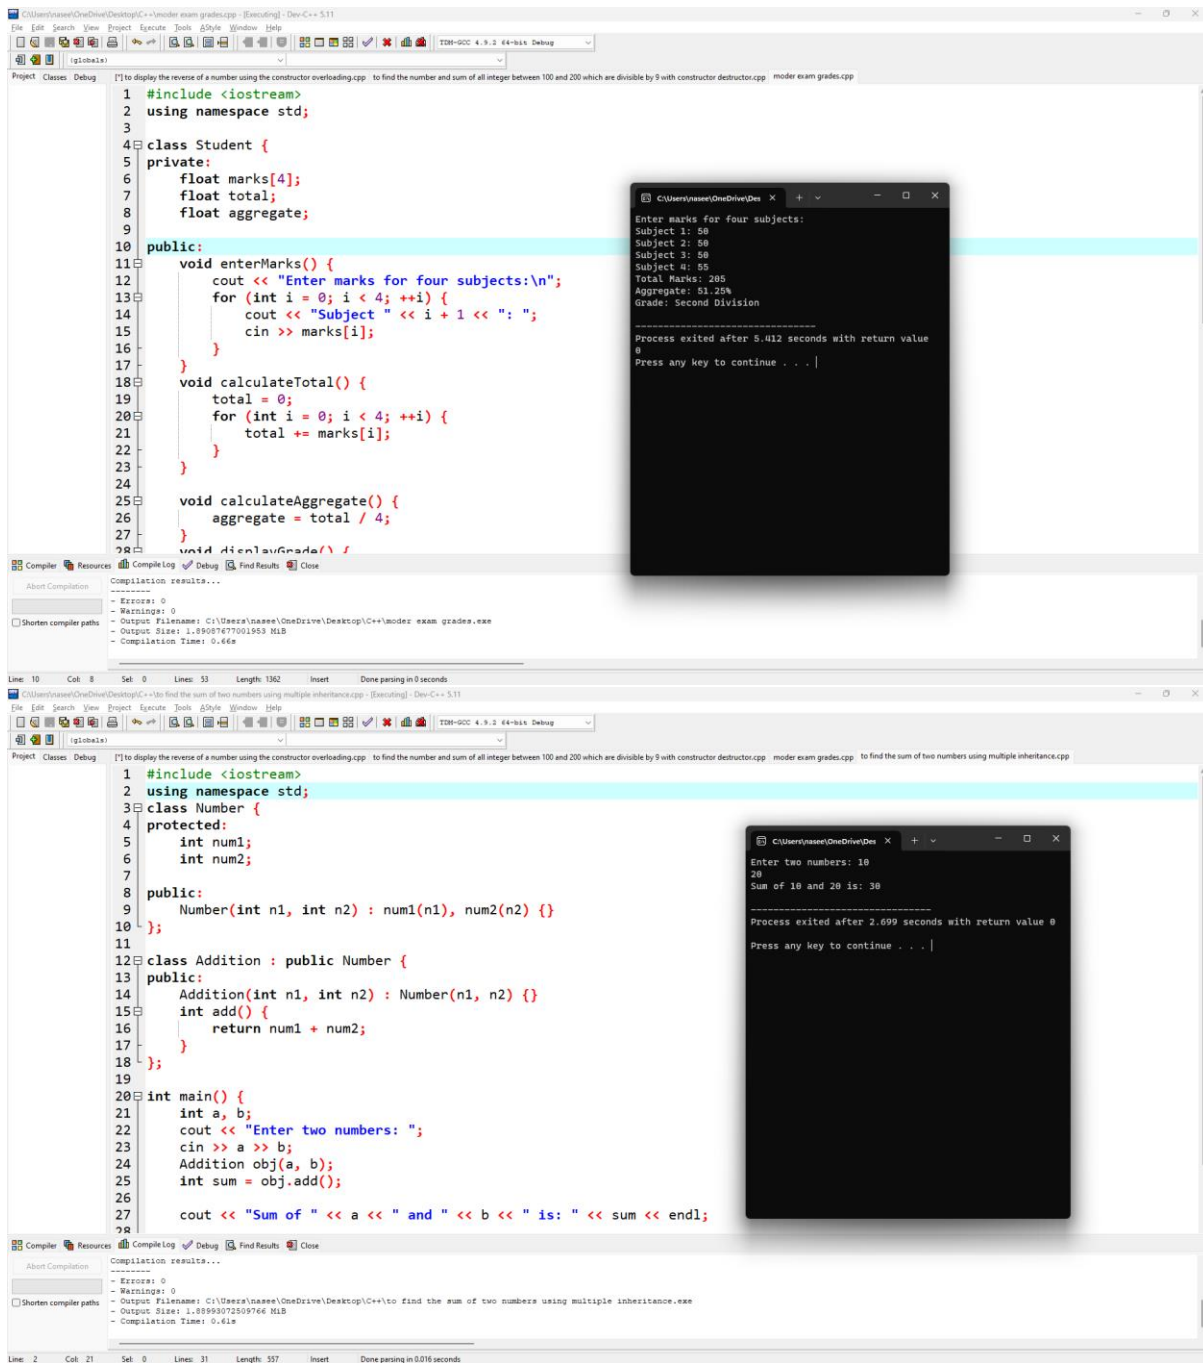 C:\Users\nasee\OneDrive\Desktop\C++\moder exam grades.cpp - [Executing] - Dev-C++ 5.11
File Edit Search View Project Execute Tools AStyle Window Help
TDM-GCC 4.9.2 64-bit Debug
(globals)
Project Classes Debug [*] to display the reverse of a number using the constructor overloading.cpp to find the number and sum of all integer between 100 and 200 which are divisible by 9 with constructor destructor.cpp moder exam grades.cpp
1 #include <iostream>
2 using namespace std;
3
4 class Student {
5 private:
6 float marks[4];
7 float total;
8 float aggregate;
9
10 public:
11 void enterMarks() {
12 cout << "Enter marks for four subjects:\n";
13 for (int i = 0; i < 4; ++i) {
14 cout << "Subject " << i + 1 << ": ";
15 cin >> marks[i];
16 }
17 }
18 void calculateTotal() {
19 total = 0;
20 for (int i = 0; i < 4; ++i) {
21 total += marks[i];
22 }
23 }
24
25 void calculateAggregate() {
26 aggregate = total / 4;
27 }
28 void displayGrade() {
C:\Users\nasee\OneDrive\Des
Enter marks for four subjects:
Subject 1: 50
Subject 2: 50
Subject 3: 50
Subject 4: 55
Total Marks: 205
Aggregate: 51.25%
Grade: Second Division
--------------------------------
Process exited after 5.412 seconds with return value
0
Press any key to continue . . .
Compiler Resources Compile Log Debug Find Results Close
Abort Compilation
Shorten compiler paths
Compilation results...
--------
- Errors: 0
- Warnings: 0
- Output Filename: C:\Users\nasee\OneDrive\Desktop\C++\moder exam grades.exe
- Output Size: 1.89087677001953 MiB
- Compilation Time: 0.66s
Line: 10 Col: 8 Sel: 0 Lines: 53 Length: 1362 Insert Done parsing in 0 seconds
C:\Users\nasee\OneDrive\Desktop\C++\to find the sum of two numbers using multiple inheritance.cpp - [Executing] - Dev-C++ 5.11
File Edit Search View Project Execute Tools AStyle Window Help
TDM-GCC 4.9.2 64-bit Debug
(globals)
Project Classes Debug [*] to display the reverse of a number using the constructor overloading.cpp to find the number and sum of all integer between 100 and 200 which are divisible by 9 with constructor destructor.cpp moder exam grades.cpp to find the sum of two numbers using multiple inheritance.cpp
1 #include <iostream>
2 using namespace std;
3 class Number {
4 protected:
5 int num1;
6 int num2;
7
8 public:
9 Number(int n1, int n2) : num1(n1), num2(n2) {}
10 };
11
12 class Addition : public Number {
13 public:
14 Addition(int n1, int n2) : Number(n1, n2) {}
15 int add() {
16 return num1 + num2;
17 }
18 };
19
20 int main() {
21 int a, b;
22 cout << "Enter two numbers: ";
23 cin >> a >> b;
24 Addition obj(a, b);
25 int sum = obj.add();
26
27 cout << "Sum of " << a << " and " << b << " is: " << sum << endl;
28
C:\Users\nasee\OneDrive\Des
Enter two numbers: 10
20
Sum of 10 and 20 is: 30
--------------------------------
Process exited after 2.699 seconds with return value 0
Press any key to continue . . .
Compiler Resources Compile Log Debug Find Results Close
Abort Compilation
Shorten compiler paths
Compilation results...
--------
- Errors: 0
- Warnings: 0
- Output Filename: C:\Users\nasee\OneDrive\Desktop\C++\to find the sum of two numbers using multiple inheritance.exe
- Output Size: 1.88993072509766 MiB
- Compilation Time: 0.61s
Line: 2 Col: 21 Sel: 0 Lines: 31 Length: 557 Insert Done parsing in 0.016 seconds